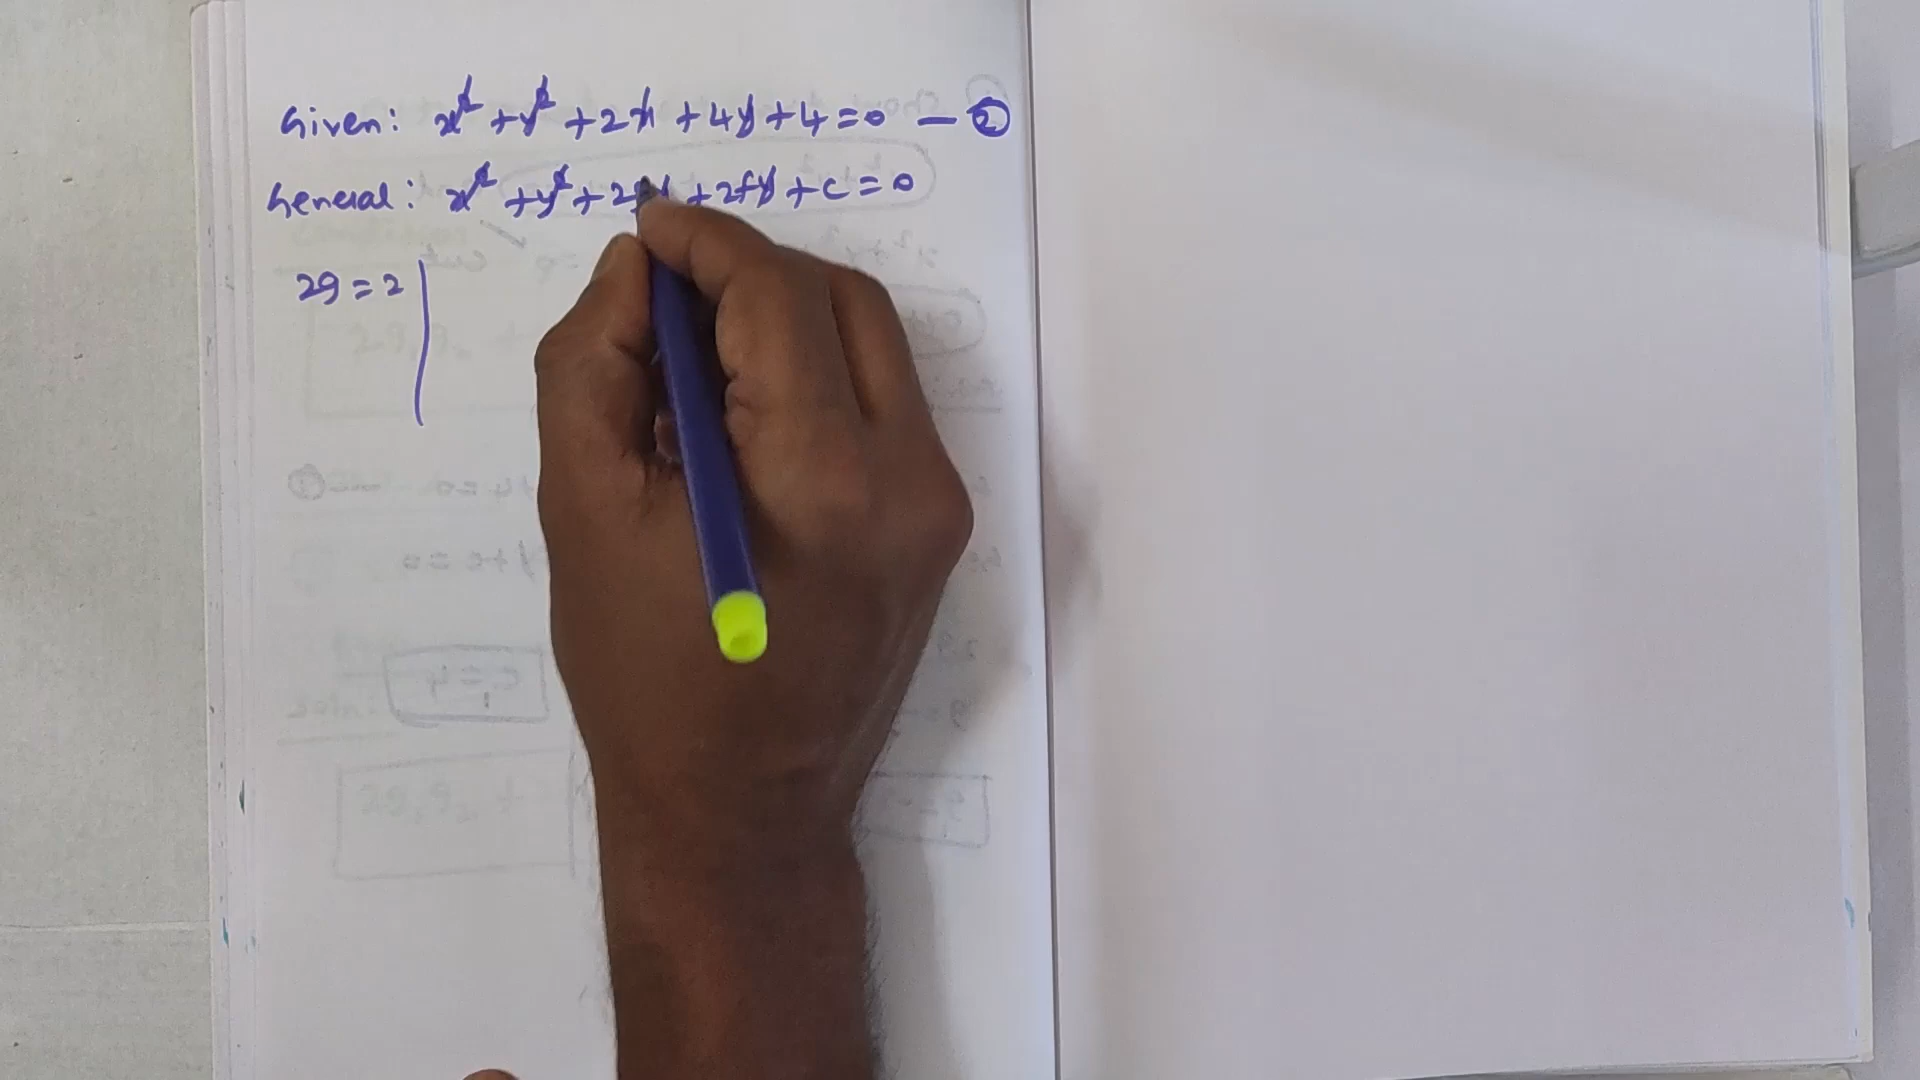 Given: x² + y² + 2x + 4y + 4 = 0 — ②
General: x² + y² + 2gx + 2fy + c = 0
2g = 2